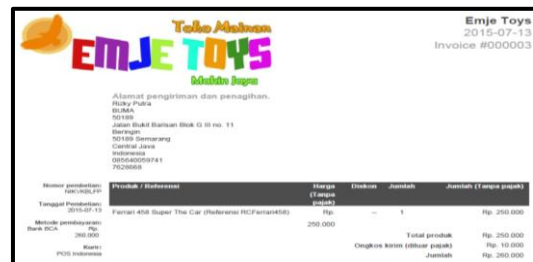 Toko Mainan
EMJE TOYS
Makin Jaya
Emje Toys
2015-07-13
Invoice #000003
Alamat pengiriman dan penagihan.
Rizky Putra
BUMA
50189
Jalan Bukit Barisan Blok G III no. 11
Beringin
50189 Semarang
Central Java
Indonesia
085640059741
7628668
Nomor pembelian:
Tanggal Pembelian:
2015-07-13
Metode pembayaran:
Bank BCA Rp.
260.000
Kurir:
POS Indonesia
Produk / Referensi Harga (Tanpa pajak) Diskon Jumlah Jumlah (Tanpa pajak)
Ferrari 458 Super The Car (Referensi RCFerrari458) Rp. 250.000 -- 1 Rp. 250.000
Total produk Rp. 250.000
Ongkos kirim (diluar pajak) Rp. 10.000
Jumlah Rp. 260.000